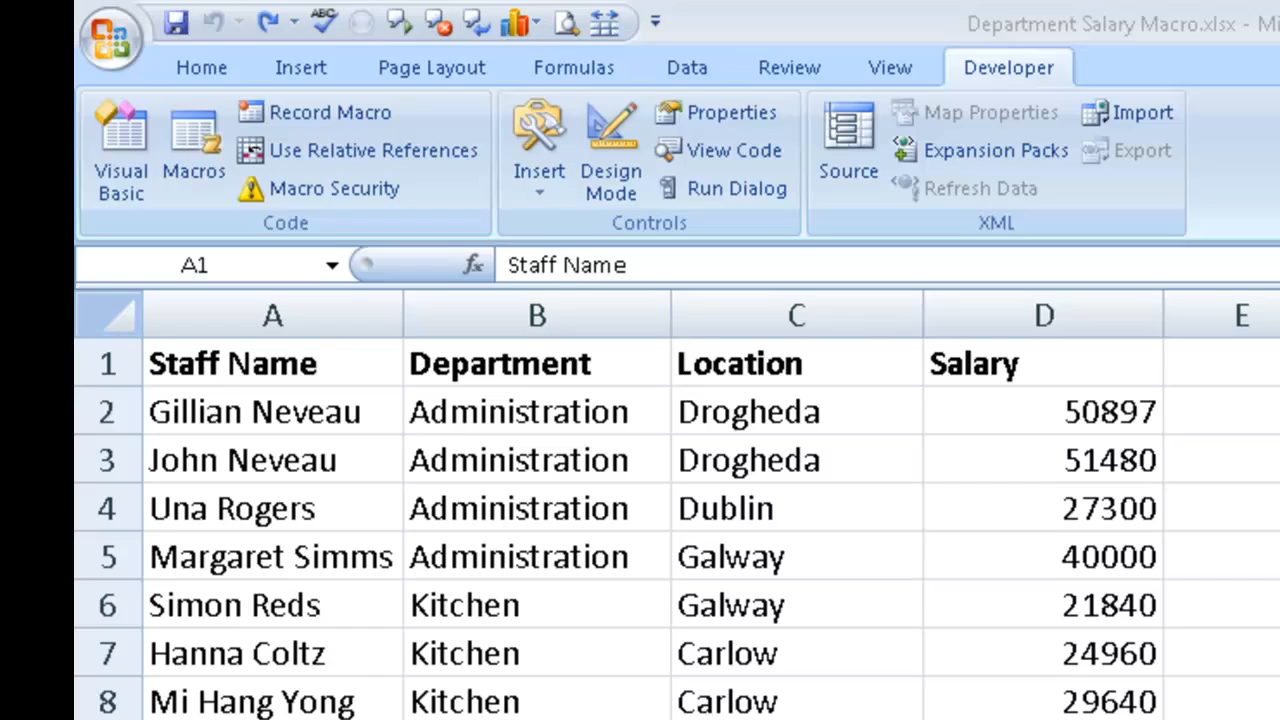 ABC
Department Salary Macro.xlsx - Mi
Home Insert Page Layout Formulas Data Review View Developer
Visual Basic
Macros
Record Macro
Use Relative References
Macro Security
Code
Insert
Design Mode
Properties
View Code
Run Dialog
Controls
Source
Map Properties
Expansion Packs
Refresh Data
Import
Export
XML
A1 fx Staff Name
A B C D E
1 Staff Name Department Location Salary
2 Gillian Neveau Administration Drogheda 50897
3 John Neveau Administration Drogheda 51480
4 Una Rogers Administration Dublin 27300
5 Margaret Simms Administration Galway 40000
6 Simon Reds Kitchen Galway 21840
7 Hanna Coltz Kitchen Carlow 24960
8 Mi Hang Yong Kitchen Carlow 29640